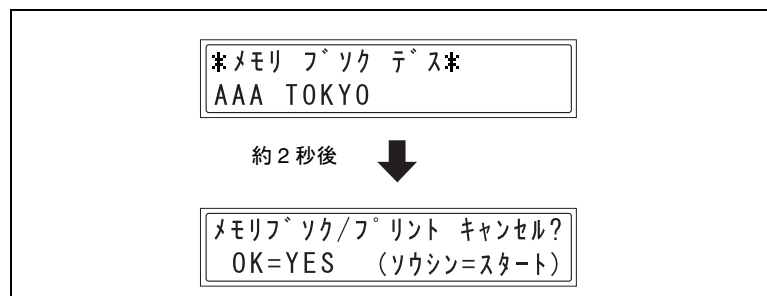 *ﾒﾓﾘ ﾌﾞｿｸ ﾃﾞｽ*
AAA TOKYO
約2秒後
ﾒﾓﾘﾌﾞｿｸ/ﾌﾟﾘﾝﾄ ｷｬﾝｾﾙ?
OK=YES (ｿｳｼﾝ=ｽﾀｰﾄ)